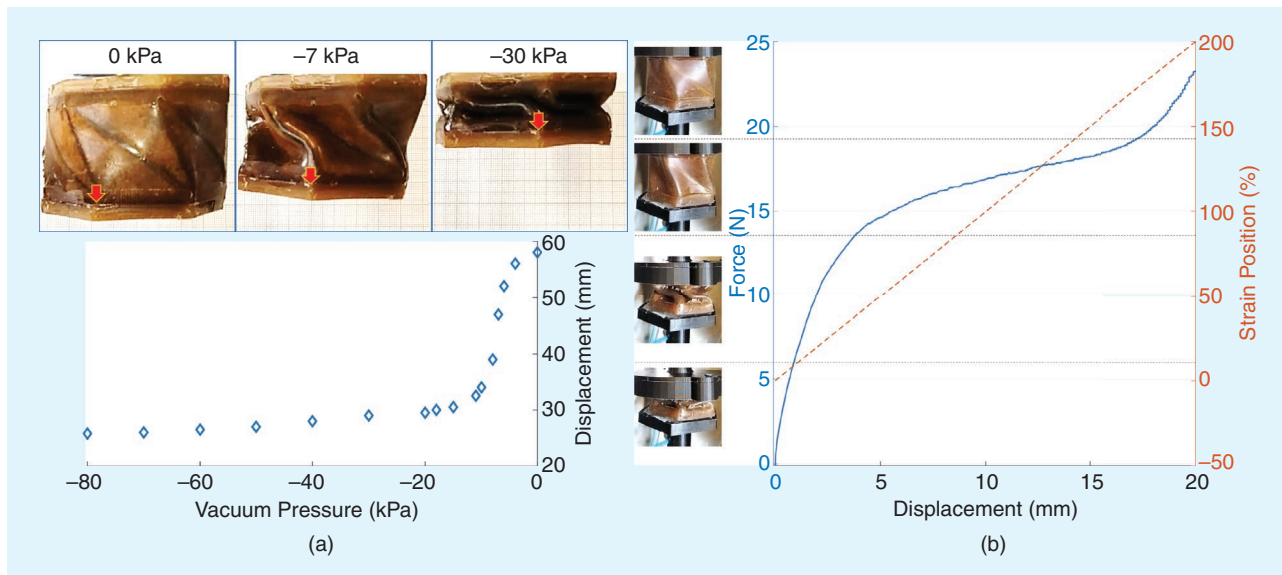 0 kPa
–7 kPa
–30 kPa
60
50
40
30
20
Displacement (mm)
–80
–60
–40
–20
0
Vacuum Pressure (kPa)
(a)
25
20
15
10
5
0
Force (N)
200
150
100
50
0
–50
Strain Position (%)
0
5
10
15
20
Displacement (mm)
(b)